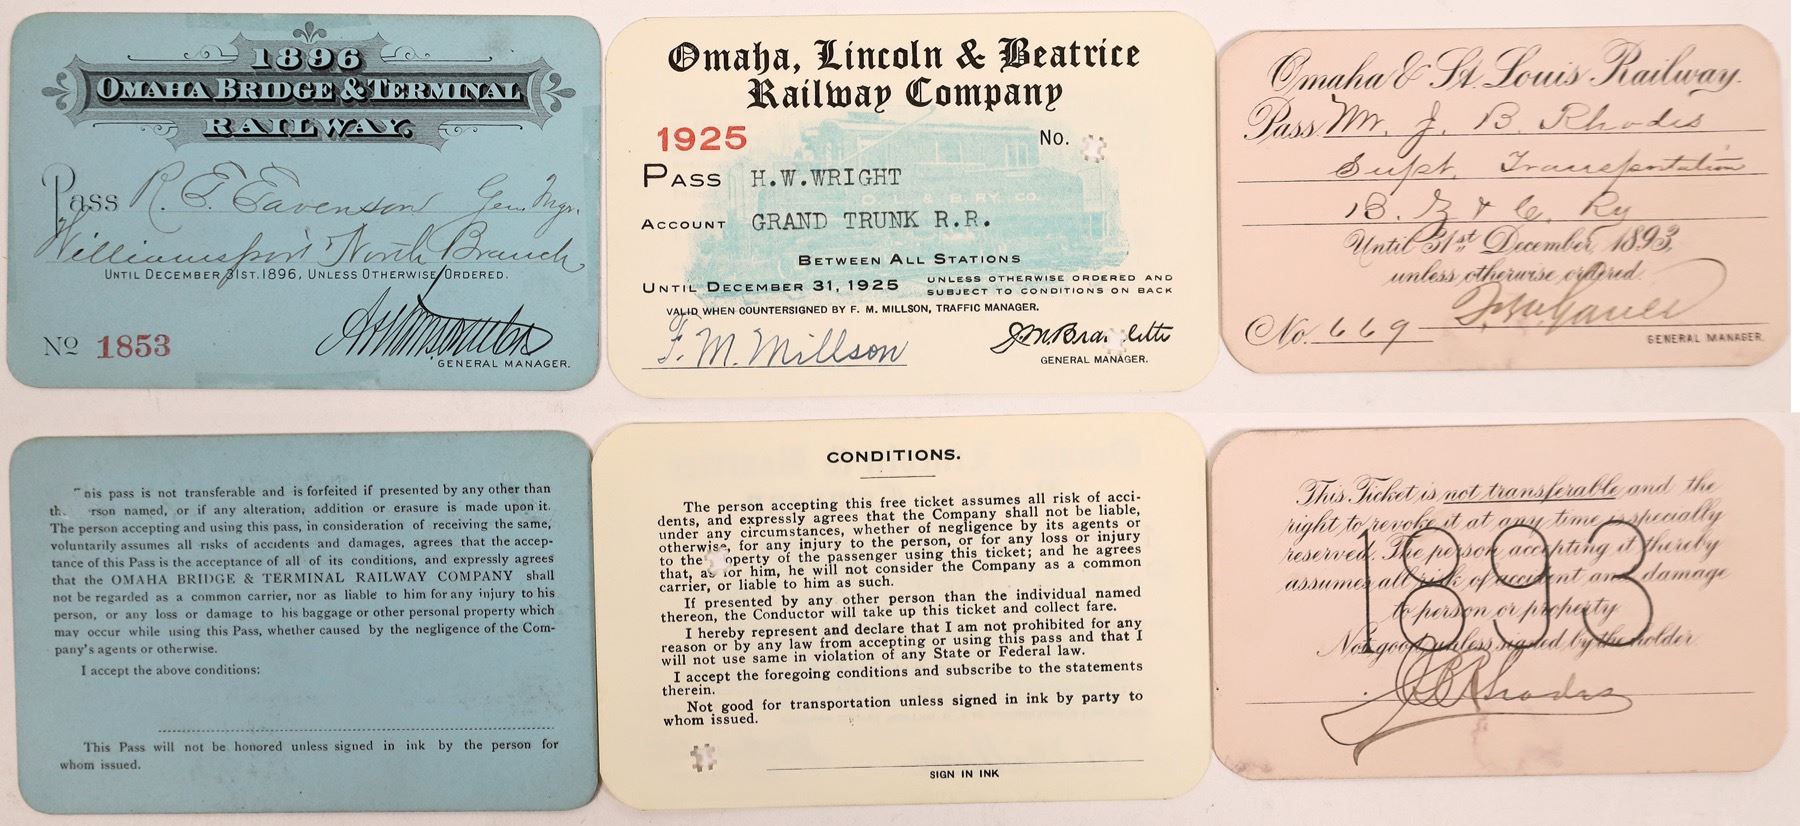 1896
OMAHA BRIDGE & TERMINAL
RAILWAY.
Pass R. E. Eavenson Gen. Mgr.
Williamsport North Branch
UNTIL DECEMBER 31ST. 1896, UNLESS OTHERWISE ORDERED.
No 1853
GENERAL MANAGER.
Omaha, Lincoln & Beatrice
Railway Company
1925
No.
PASS H.W.WRIGHT
O. L. & B. RY. CO.
ACCOUNT GRAND TRUNK R.R.
BETWEEN ALL STATIONS
UNTIL DECEMBER 31, 1925 UNLESS OTHERWISE ORDERED AND
SUBJECT TO CONDITIONS ON BACK
VALID WHEN COUNTERSIGNED BY F. M. MILLSON, TRAFFIC MANAGER.
F. M. Millson
GENERAL MANAGER.
Omaha & St. Louis Railway.
Pass Mr. J. B. Rhodes
Supt. Transportation
B. Z & C. Ry
Until 31st December, 1893.
unless otherwise ordered
No. 669
GENERAL MANAGER.
his pass is not transferable and is forfeited if presented by any other than
th rson named, or if any alteration, addition or erasure is made upon it.
The person accepting and using this pass, in consideration of receiving the same,
voluntarily assumes all risks of accidents and damages, agrees that the accep-
tance of this Pass is the acceptance of all of its conditions, and expressly agrees
that the OMAHA BRIDGE & TERMINAL RAILWAY COMPANY shall
not be regarded as a common carrier, nor as liable to him for any injury to his
person, or any loss or damage to his baggage or other personal property which
may occur while using this Pass, whether caused by the negligence of the Com-
pany's agents or otherwise.
I accept the above conditions:
This Pass will not be honored unless signed in ink by the person for
whom issued.
CONDITIONS.
The person accepting this free ticket assumes all risk of acci-
dents, and expressly agrees that the Company shall not be liable,
under any circumstances, whether of negligence by its agents or
otherwise, for any injury to the person, or for any loss or injury
to the property of the passenger using this ticket; and he agrees
that, as for him, he will not consider the Company as a common
carrier, or liable to him as such.
If presented by any other person than the individual named
thereon, the Conductor will take up this ticket and collect fare.
I hereby represent and declare that I am not prohibited for any
reason or by any law from accepting or using this pass and that I
will not use same in violation of any State or Federal law.
I accept the foregoing conditions and subscribe to the statements
therein.
Not good for transportation unless signed in ink by party to
whom issued.
SIGN IN INK
This Ticket is not transferable and the
right to revoke it at any time is specially
reserved. The person accepting it thereby
assumes all risk of accident and damage
to person or property
Not good unless signed by the holder.
1893
J B Rhodes